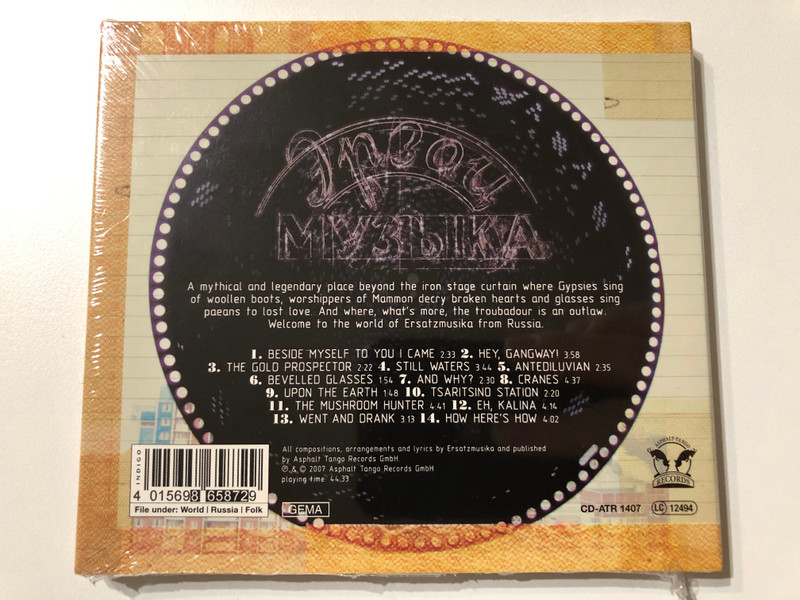 Эрзац
МУЗЫКА
A mythical and legendary place beyond the iron stage curtain where Gypsies sing
of woollen boots, worshippers of Mammon decry broken hearts and glasses sing
paeans to lost love. And where, what's more, the troubadour is an outlaw.
Welcome to the world of Ersatzmusika from Russia.
1. BESIDE MYSELF TO YOU I CAME 2:33 2. HEY, GANGWAY! 3:58
3. THE GOLD PROSPECTOR 2:22 4. STILL WATERS 3:44 5. ANTEDILUVIAN 2:35
6. BEVELLED GLASSES 1:54 7. AND WHY? 2:30 8. CRANES 4:37
9. UPON THE EARTH 1:48 10. TSARITSINO STATION 2:20
11. THE MUSHROOM HUNTER 4:41 12. EH, KALINA 4:14
13. WENT AND DRANK 3:13 14. HOW HERE'S HOW 4:02
All compositions, arrangements and lyrics by Ersatzmusika and published
by Asphalt Tango Records GmbH
℗,&, © 2007 Asphalt Tango Records GmbH
playing time: 44:33
INDIGO
4 015698 658729
File under: World | Russia | Folk
GEMA
ASPHALT TANGO
RECORDS
CD-ATR 1407
LC 12494